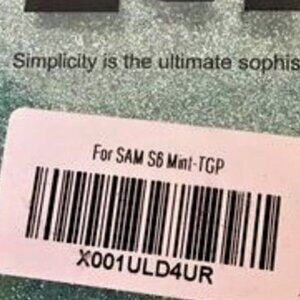 Simplicity is the ultimate sophis
For SAM S6 Mint-TGP
X001ULD4UR